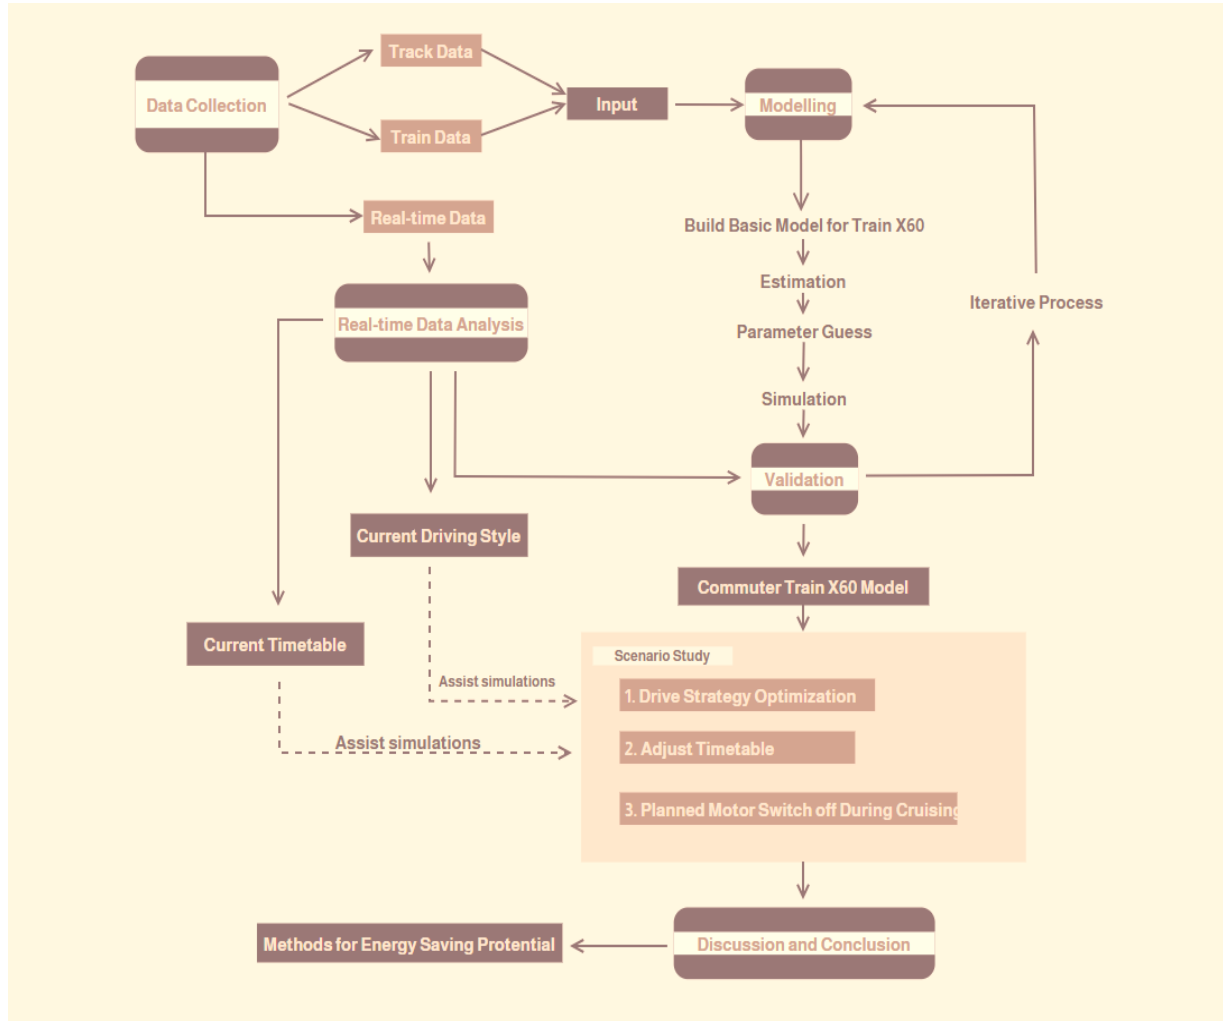 Track Data
Data Collection
Input
Modelling
Train Data
Real-time Data
Build Basic Model for Train X60
Estimation
Iterative Process
Real-time Data Analysis
Parameter Guess
Simulation
Validation
Current Driving Style
Commuter Train X60 Model
Current Timetable
Scenario Study
Assist simulations
1. Drive Strategy Optimization
Assist simulations
2. Adjust Timetable
3. Planned Motor Switch off During Cruising
Methods for Energy Saving Potential
Discussion and Conclusion